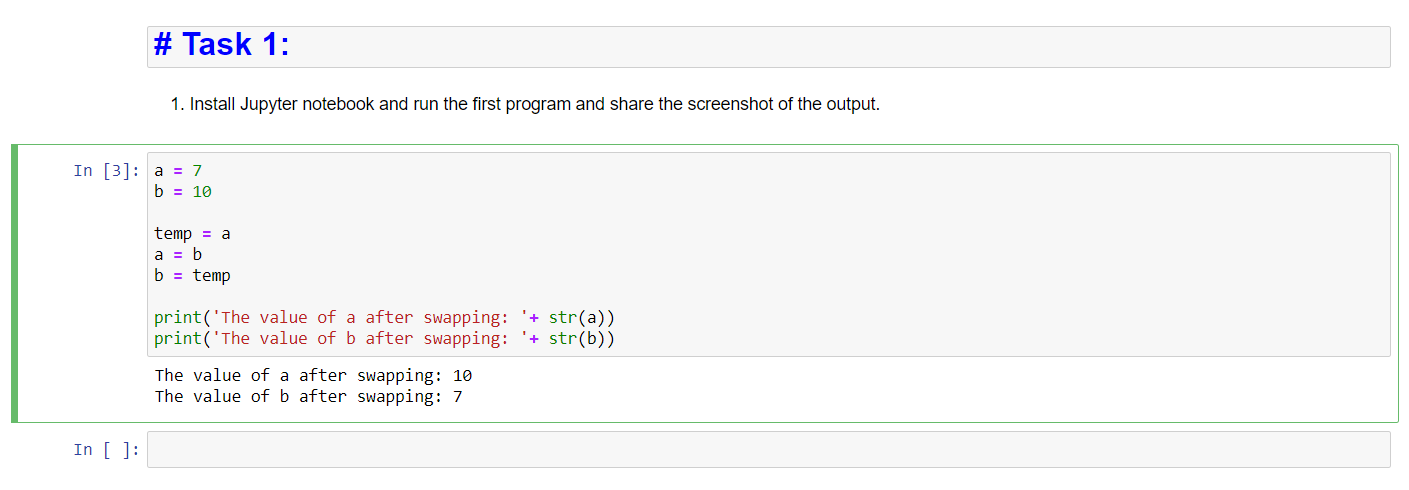 # Task 1:
1. Install Jupyter notebook and run the first program and share the screenshot of the output.
In [3]: a = 7
b = 10
temp = a
a = b
b = temp
print('The value of a after swapping: '+ str(a))
print('The value of b after swapping: '+ str(b))
The value of a after swapping: 10
The value of b after swapping: 7
In [ ]: